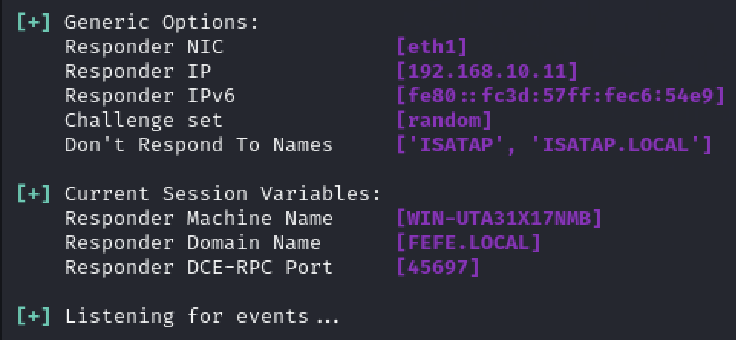 [+] Generic Options:
Responder NIC [eth1]
Responder IP [192.168.10.11]
Responder IPv6 [fe80::fc3d:57ff:fec6:54e9]
Challenge set [random]
Don't Respond To Names ['ISATAP', 'ISATAP.LOCAL']
[+] Current Session Variables:
Responder Machine Name [WIN-UTA31X17NMB]
Responder Domain Name [FEFE.LOCAL]
Responder DCE-RPC Port [45697]
[+] Listening for events...